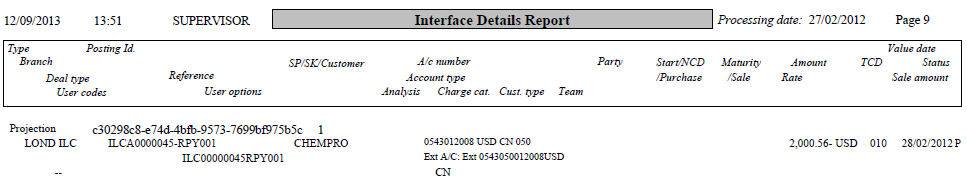 12/09/2013 13:51 SUPERVISOR Interface Details Report Processing date: 27/02/2012 Page 9
Type Posting Id. Value date
Branch SP/SK/Customer A/c number Party Start/NCD Maturity Amount TCD Status
Deal type Reference Account type /Purchase /Sale Rate Sale amount
User codes User options Analysis Charge cat. Cust. type Team
Projection c30298c8-e74d-4bfb-9573-7699bf975b5c 1
LOND ILC ILCA0000045-RPY001 CHEMPRO 0543012008 USD CN 050 2,000.56- USD 010 28/02/2012 P
ILC00000045RPY001 Ext A/C: Ext 0543050012008USD
-- CN